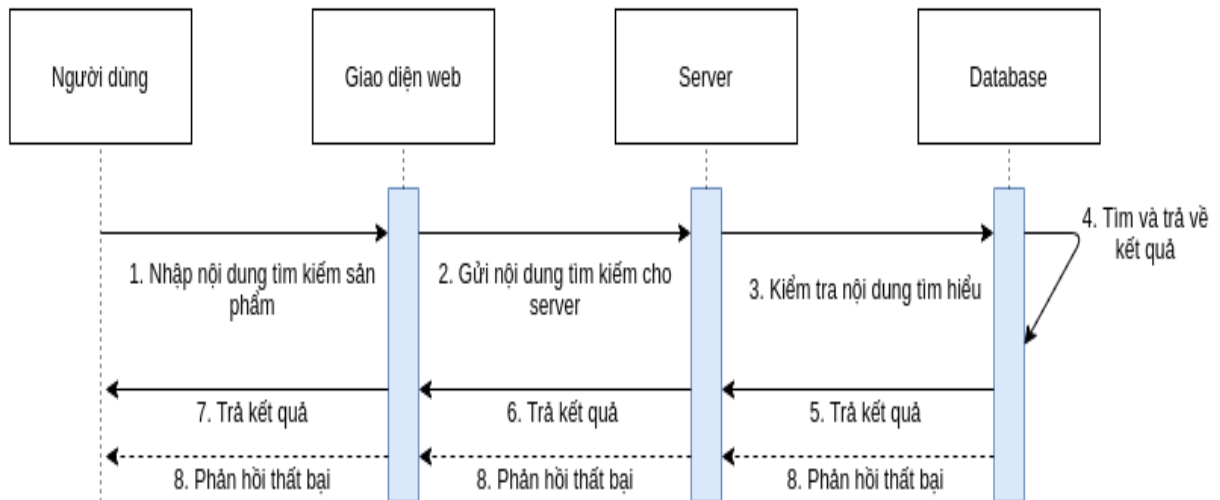 Người dùng
Giao diện web
Server
Database
4. Tìm và trả về
kết quả
1. Nhập nội dung tìm kiếm sản
phẩm
2. Gửi nội dung tìm kiếm cho
server
3. Kiểm tra nội dung tìm hiểu
7. Trả kết quả
6. Trả kết quả
5. Trả kết quả
8. Phản hồi thất bại
8. Phản hồi thất bại
8. Phản hồi thất bại